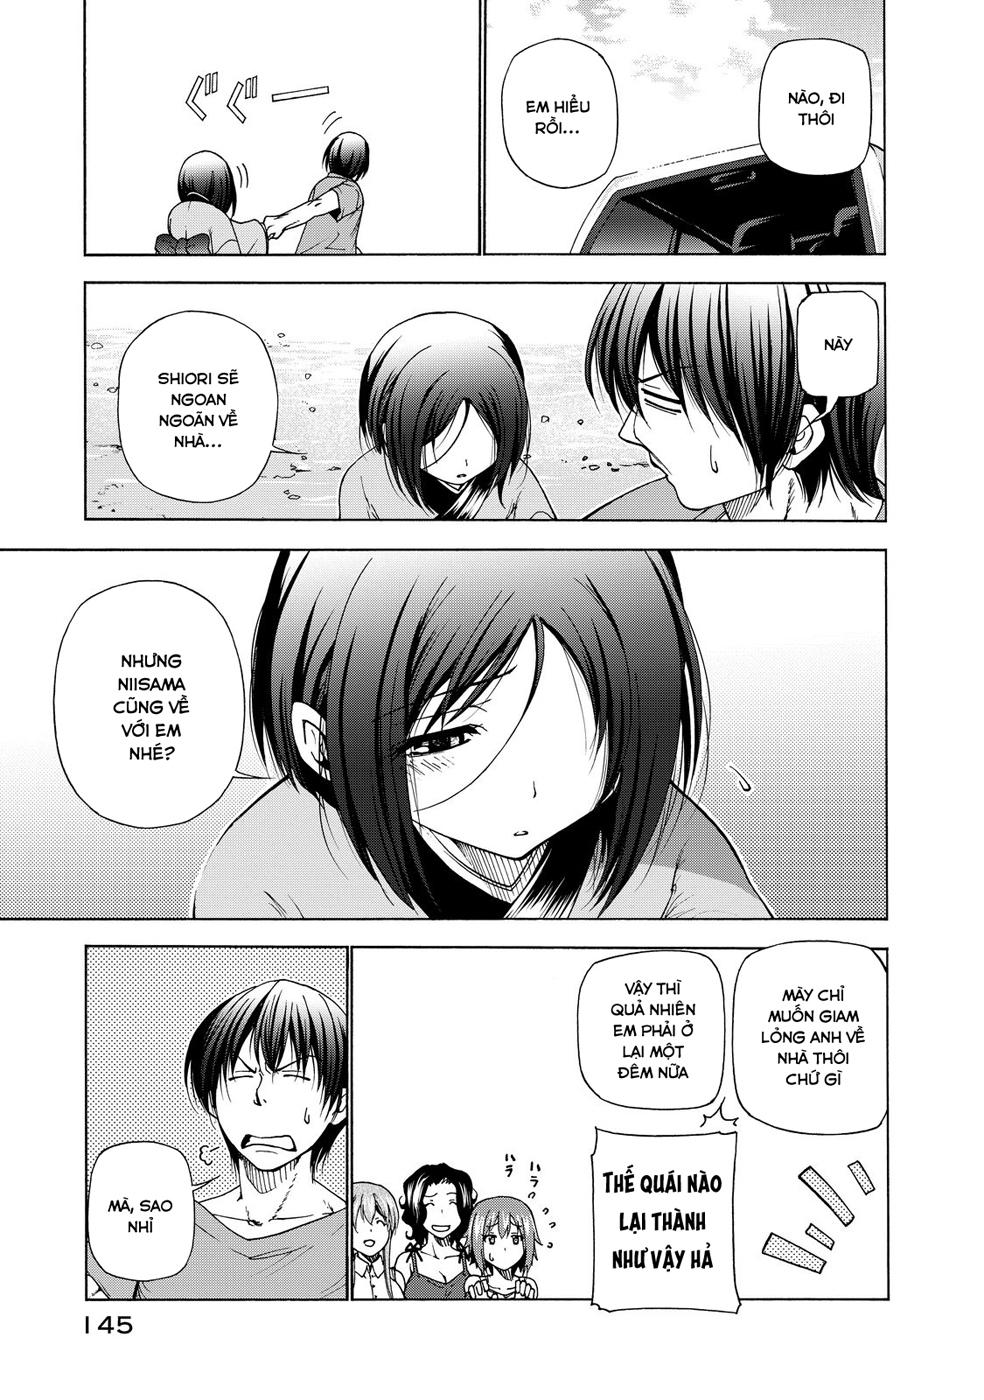 NÀO, ĐI
THÔI
EM HIỂU
RỒI...
ググー
NÀY
SHIORI SẼ
NGOAN
NGOÃN VỀ
NHÀ...
NHƯNG
NIISAMA
CŨNG VỀ
VỚI EM
NHÉ?
MÀY CHỈ
MUỐN GIAM
LỎNG ANH VỀ
NHÀ THÔI
CHỨ GÌ
VẬY THÌ
QUẢ NHIÊN
EM PHẢI Ở
LẠI MỘT
ĐÊM NỮA
THẾ QUÁI NÀO
LẠI THÀNH
NHƯ VẬY HẢ
ハラ
ハラ
MÀ, SAO
NHỈ
145